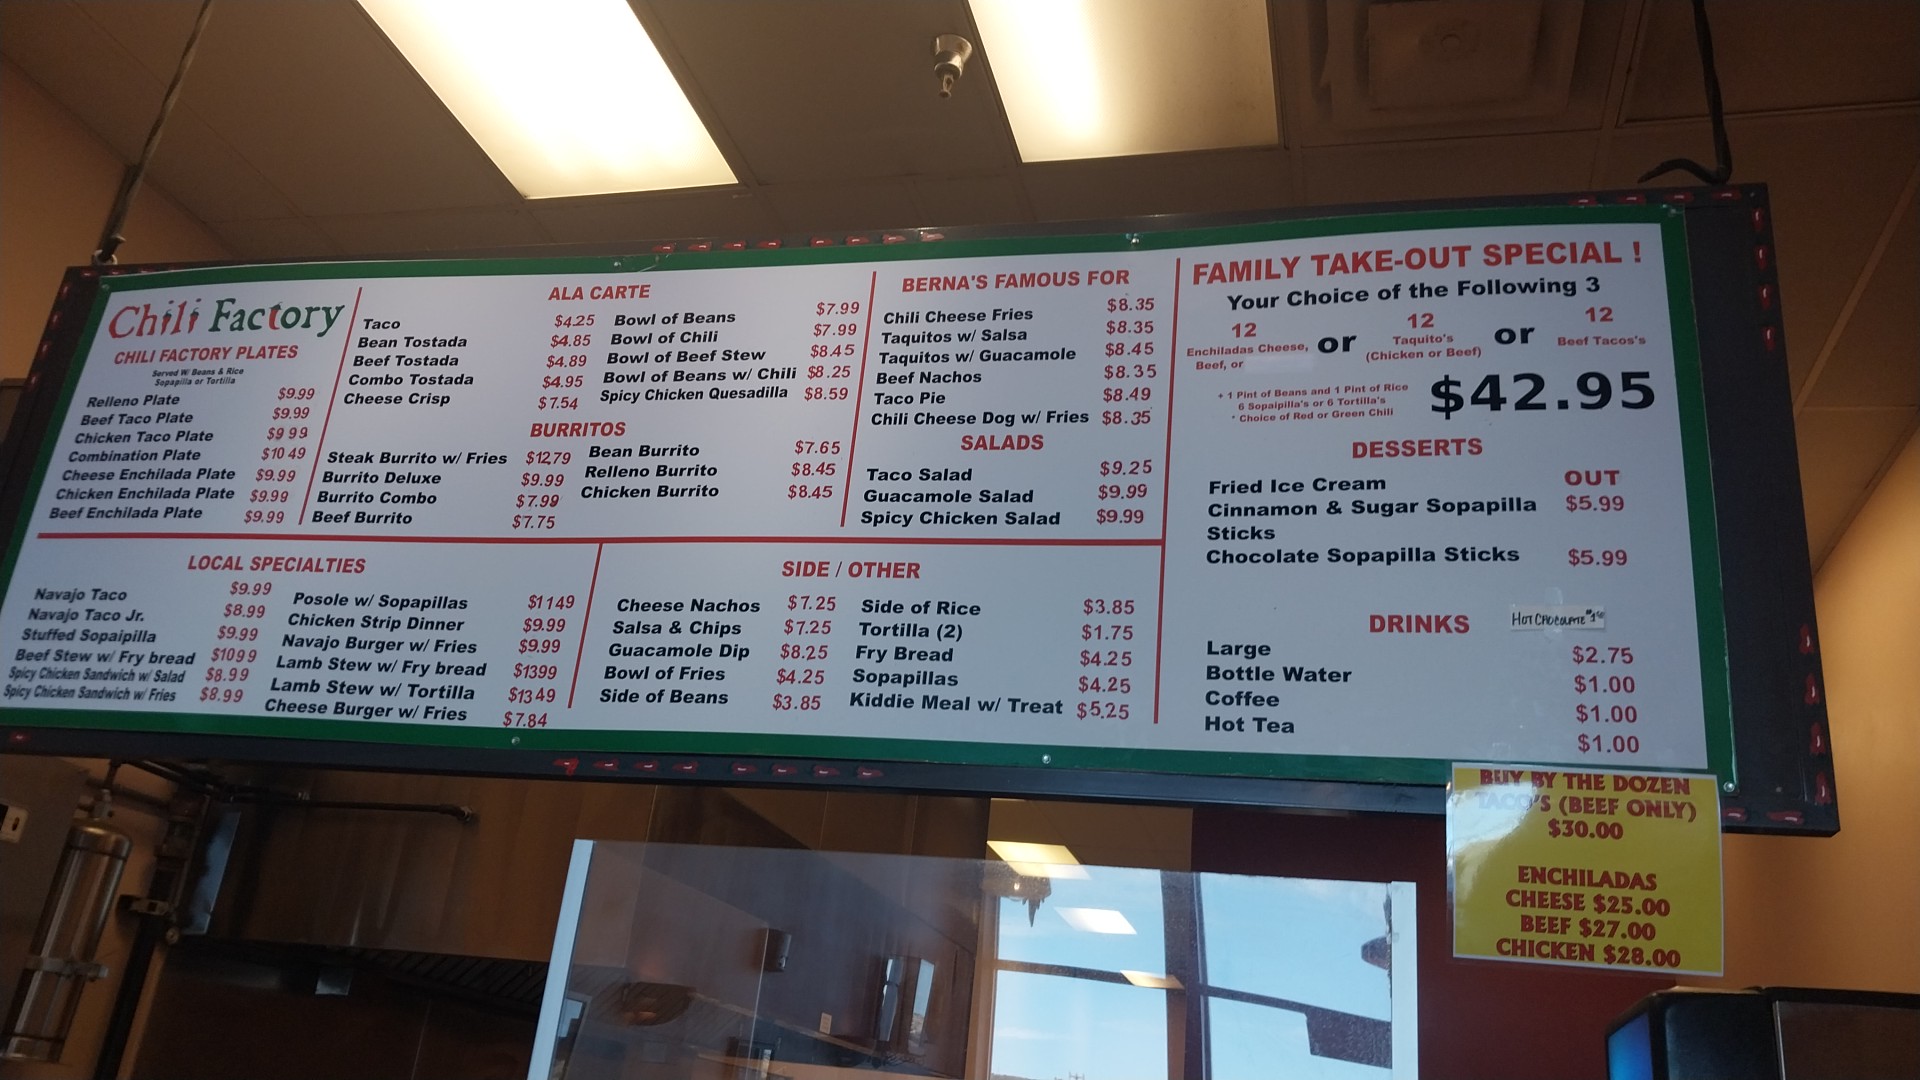 Chili Factory
CHILI FACTORY PLATES
Served W/ Beans & Rice
Sopapilla or Tortilla
Relleno Plate $9.99
Beef Taco Plate $9.99
Chicken Taco Plate $9 99
Combination Plate $10 49
Cheese Enchilada Plate $9.99
Chicken Enchilada Plate $9.99
Beef Enchilada Plate $9.99
ALA CARTE
Taco $4.25
Bean Tostada $4.85
Beef Tostada $4.89
Combo Tostada $4.95
Cheese Crisp $7.54
Bowl of Beans $7.99
Bowl of Chili $7.99
Bowl of Beef Stew $8.45
Bowl of Beans w/ Chili $8.25
Spicy Chicken Quesadilla $8.59
BURRITOS
Steak Burrito w/ Fries $12,79
Burrito Deluxe $9.99
Burrito Combo $7.99
Beef Burrito $7.75
Bean Burrito $7.65
Relleno Burrito $8.45
Chicken Burrito $8.45
BERNA'S FAMOUS FOR
Chili Cheese Fries $8.35
Taquitos w/ Salsa $8.35
Taquitos w/ Guacamole $8.45
Beef Nachos $8.35
Taco Pie $8.49
Chili Cheese Dog w/ Fries $8.35
SALADS
Taco Salad $9.25
Guacamole Salad $9.99
Spicy Chicken Salad $9.99
FAMILY TAKE-OUT SPECIAL !
Your Choice of the Following 3
12
Enchiladas Cheese,
Beef, or
or
12
Taquito's
(Chicken or Beef)
or
12
Beef Tacos's
+ 1 Pint of Beans and 1 Pint of Rice
6 Sopaipilla's or 6 Tortilla's
* Choice of Red or Green Chili
$42.95
DESSERTS
Fried Ice Cream OUT
Cinnamon & Sugar Sopapilla $5.99
Sticks
Chocolate Sopapilla Sticks $5.99
DRINKS
HOT CHOCOLATE
Large $2.75
Bottle Water $1.00
Coffee $1.00
Hot Tea $1.00
LOCAL SPECIALTIES
Navajo Taco $9.99
Navajo Taco Jr. $8.99
Stuffed Sopaipilla $9.99
Beef Stew w/ Fry bread $1099
Spicy Chicken Sandwich w/ Salad $8.99
Spicy Chicken Sandwich w/ Fries $8.99
Posole w/ Sopapillas $1149
Chicken Strip Dinner $9.99
Navajo Burger w/ Fries $9.99
Lamb Stew w/ Fry bread $1399
Lamb Stew w/ Tortilla $1349
Cheese Burger w/ Fries $7.84
SIDE / OTHER
Cheese Nachos $7.25
Salsa & Chips $7.25
Guacamole Dip $8.25
Bowl of Fries $4.25
Side of Beans $3.85
Side of Rice $3.85
Tortilla (2) $1.75
Fry Bread $4.25
Sopapillas $4.25
Kiddie Meal w/ Treat $5.25
BUY BY THE DOZEN
TACO'S (BEEF ONLY)
$30.00
ENCHILADAS
CHEESE $25.00
BEEF $27.00
CHICKEN $28.00